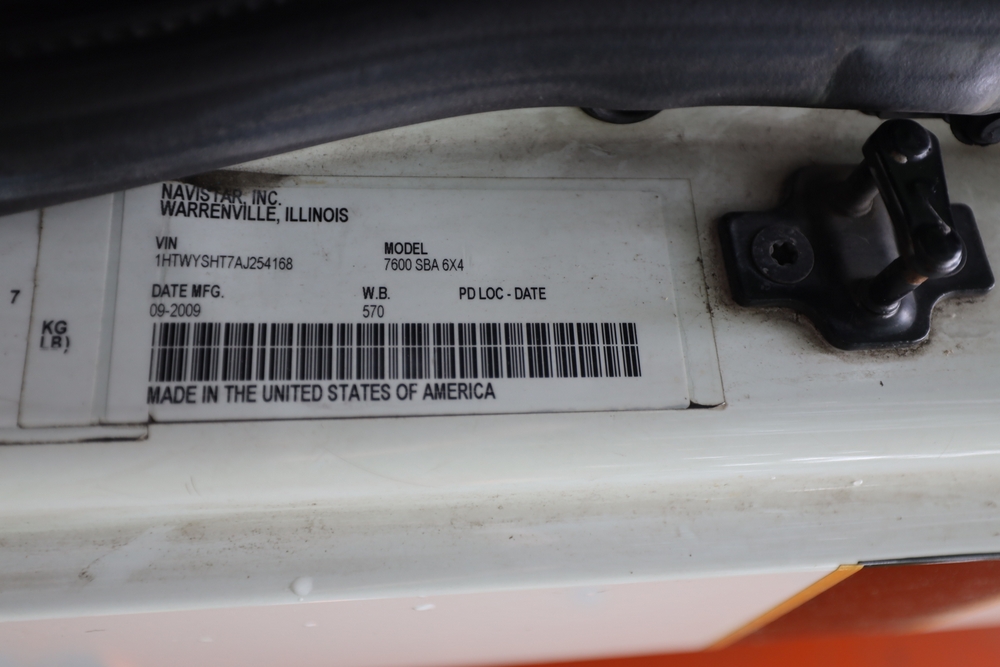 NAVISTAR, INC.
WARRENVILLE, ILLINOIS
VIN
1HTWYSHT7AJ254168
MODEL
7600 SBA 6X4
DATE MFG.
09-2009
W.B.
570
PD LOC - DATE
MADE IN THE UNITED STATES OF AMERICA
7
KG
LB)